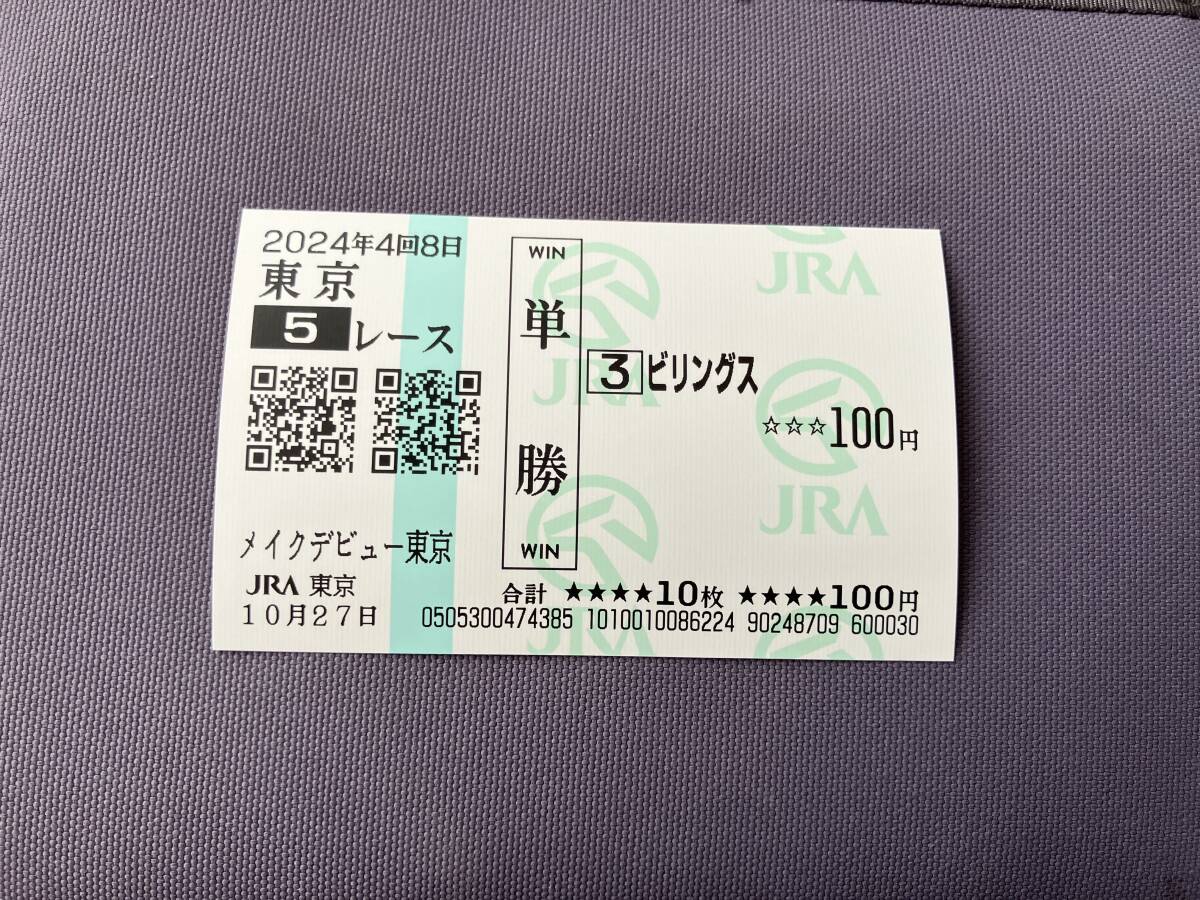 2024年4回8日
東京
5レース
メイクデビュー東京
JRA 東京
10月27日
WIN
単勝
WIN
3 ビリングス
☆☆☆100円
合計 ★★★★10枚 ★★★★100円
0505300474385 1010010086224 90248709 600030
JRA
JRA
JRA
JRA